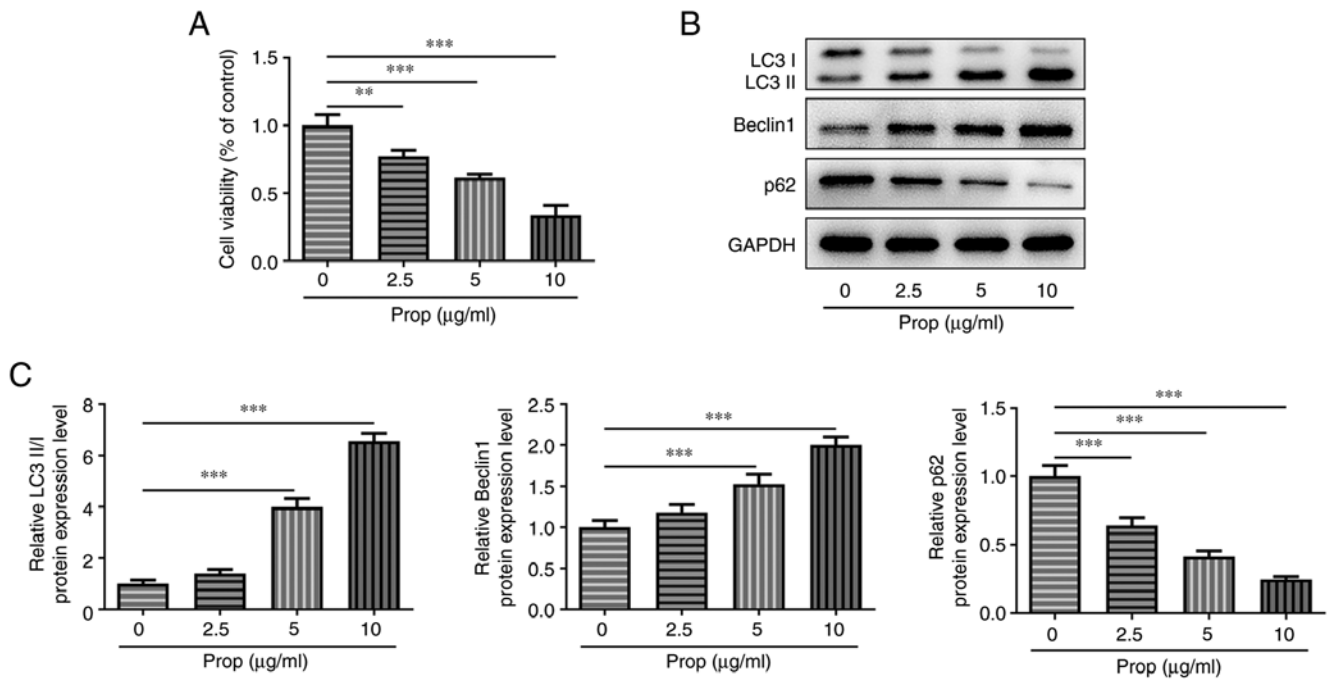 A
Cell viability (% of control)
1.5
1.0
0.5
0.0
***
***
**
0 2.5 5 10
Prop (μg/ml)
B
LC3 I
LC3 II
Beclin1
p62
GAPDH
0 2.5 5 10
Prop (μg/ml)
C
Relative LC3 II/I
protein expression level
8
6
4
2
0
***
***
0 2.5 5 10
Prop (μg/ml)
Relative Beclin1
protein expression level
2.5
2.0
1.5
1.0
0.5
0.0
***
***
0 2.5 5 10
Prop (μg/ml)
Relative p62
protein expression level
1.5
1.0
0.5
0.0
***
***
***
0 2.5 5 10
Prop (μg/ml)